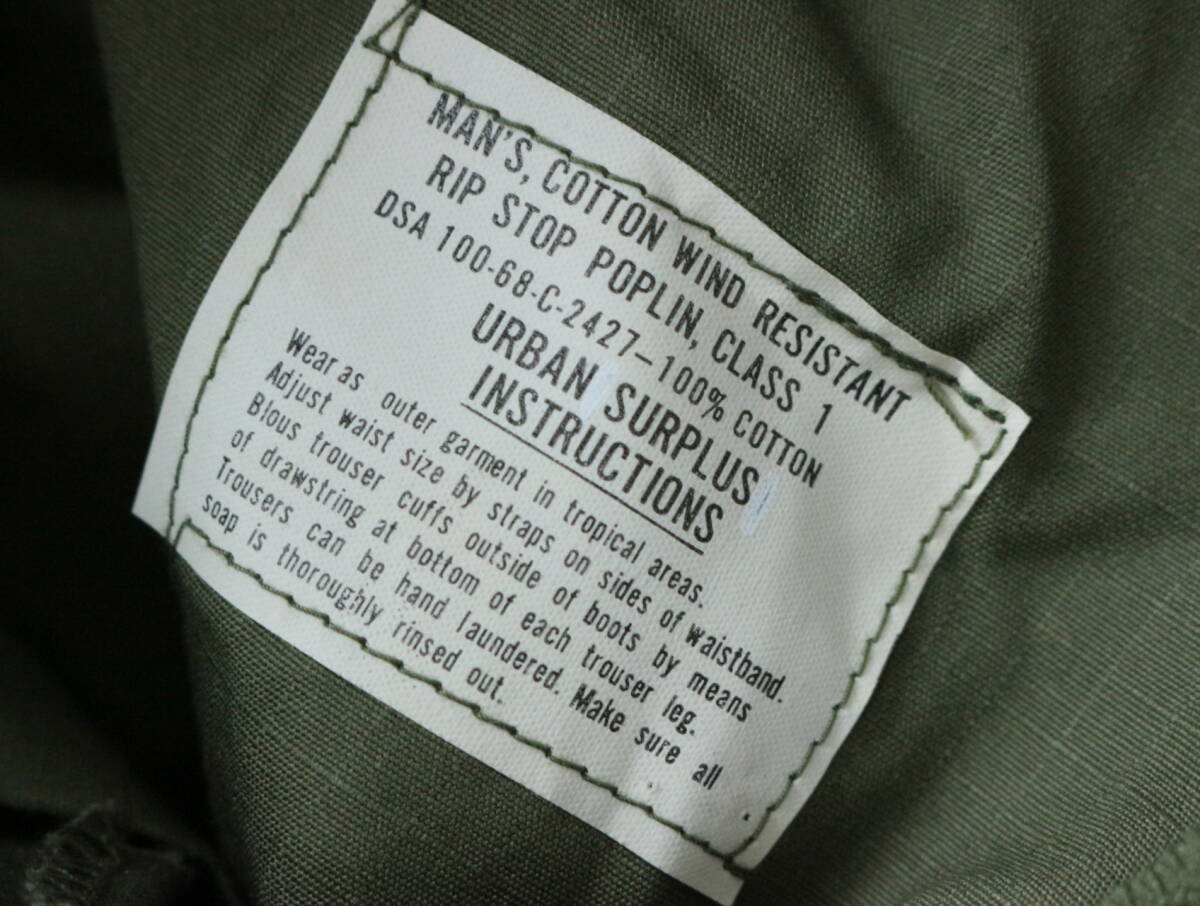 MAN'S, COTTON WIND RESISTANT
RIP STOP POPLIN, CLASS 1
DSA 100-68-C-2427-100% COTTON
URBAN SURPLUS
INSTRUCTIONS
Wear as outer garment in tropical areas.
Adjust waist size by straps on sides of waistband.
Blous trouser cuffs outside of boots by means
of drawstring at bottom of each trouser leg.
Trousers can be hand laundered. Make sure all
soap is thoroughly rinsed out.